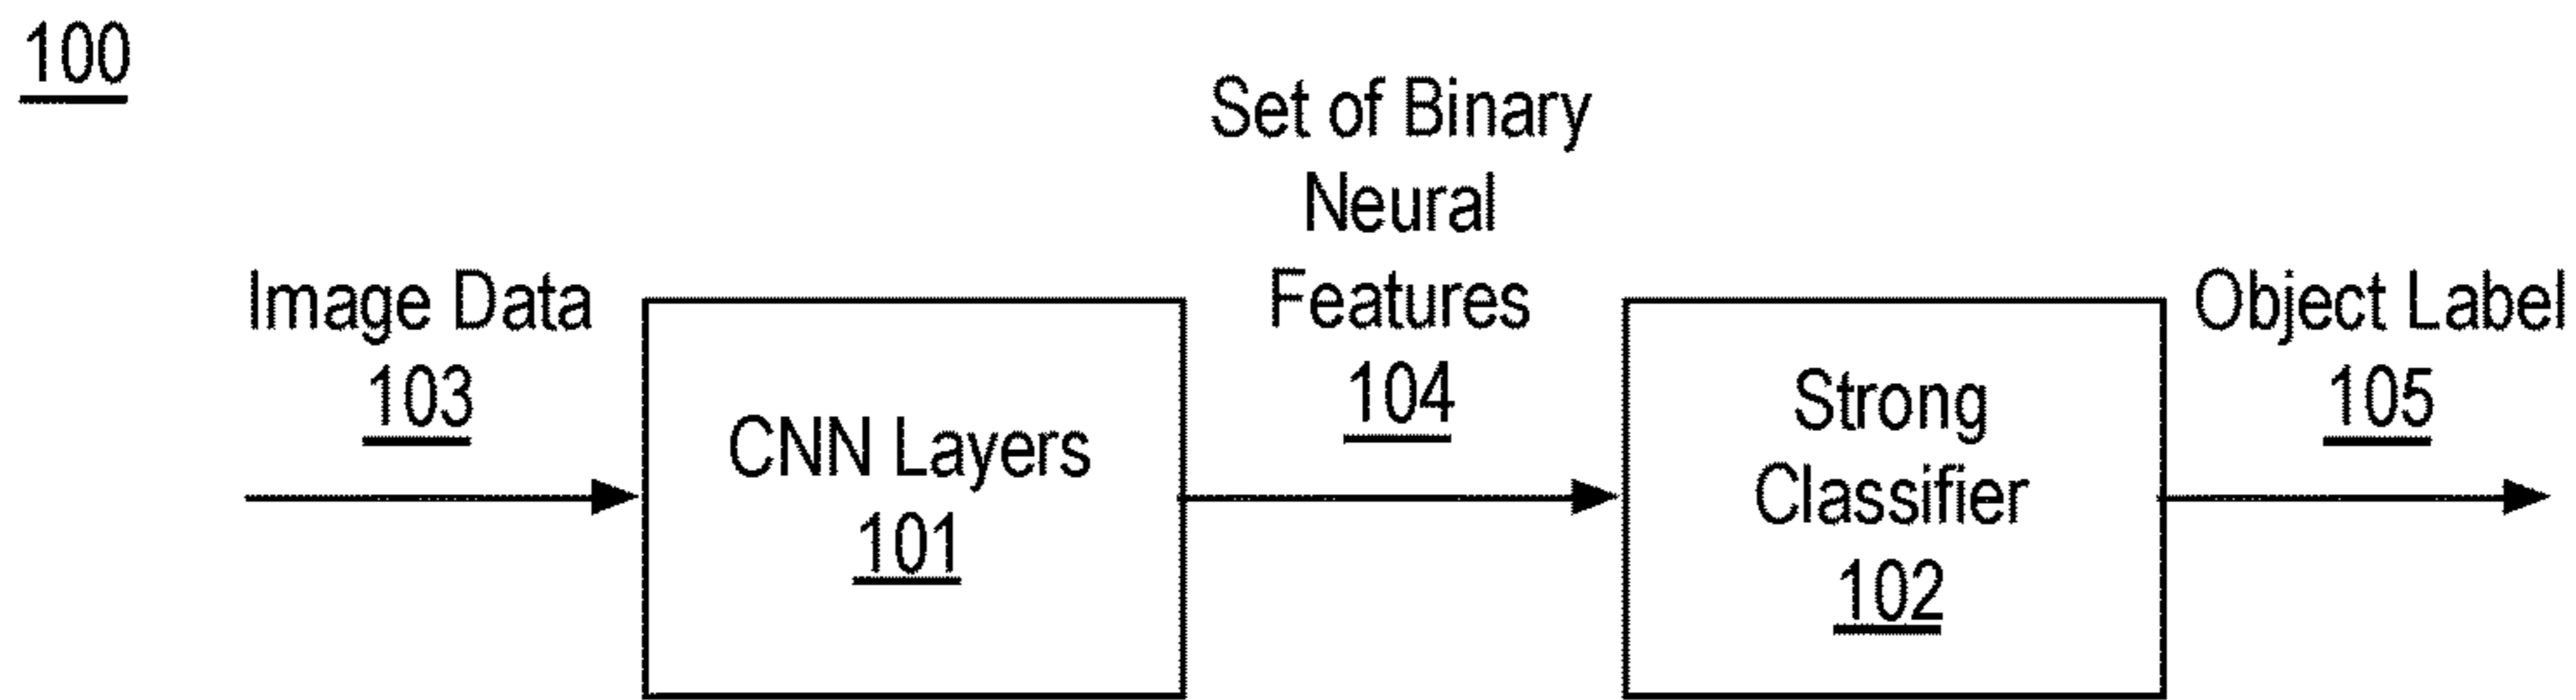 100
Image Data
103
CNN Layers
101
Set of Binary
Neural
Features
104
Strong
Classifier
102
Object Label
105